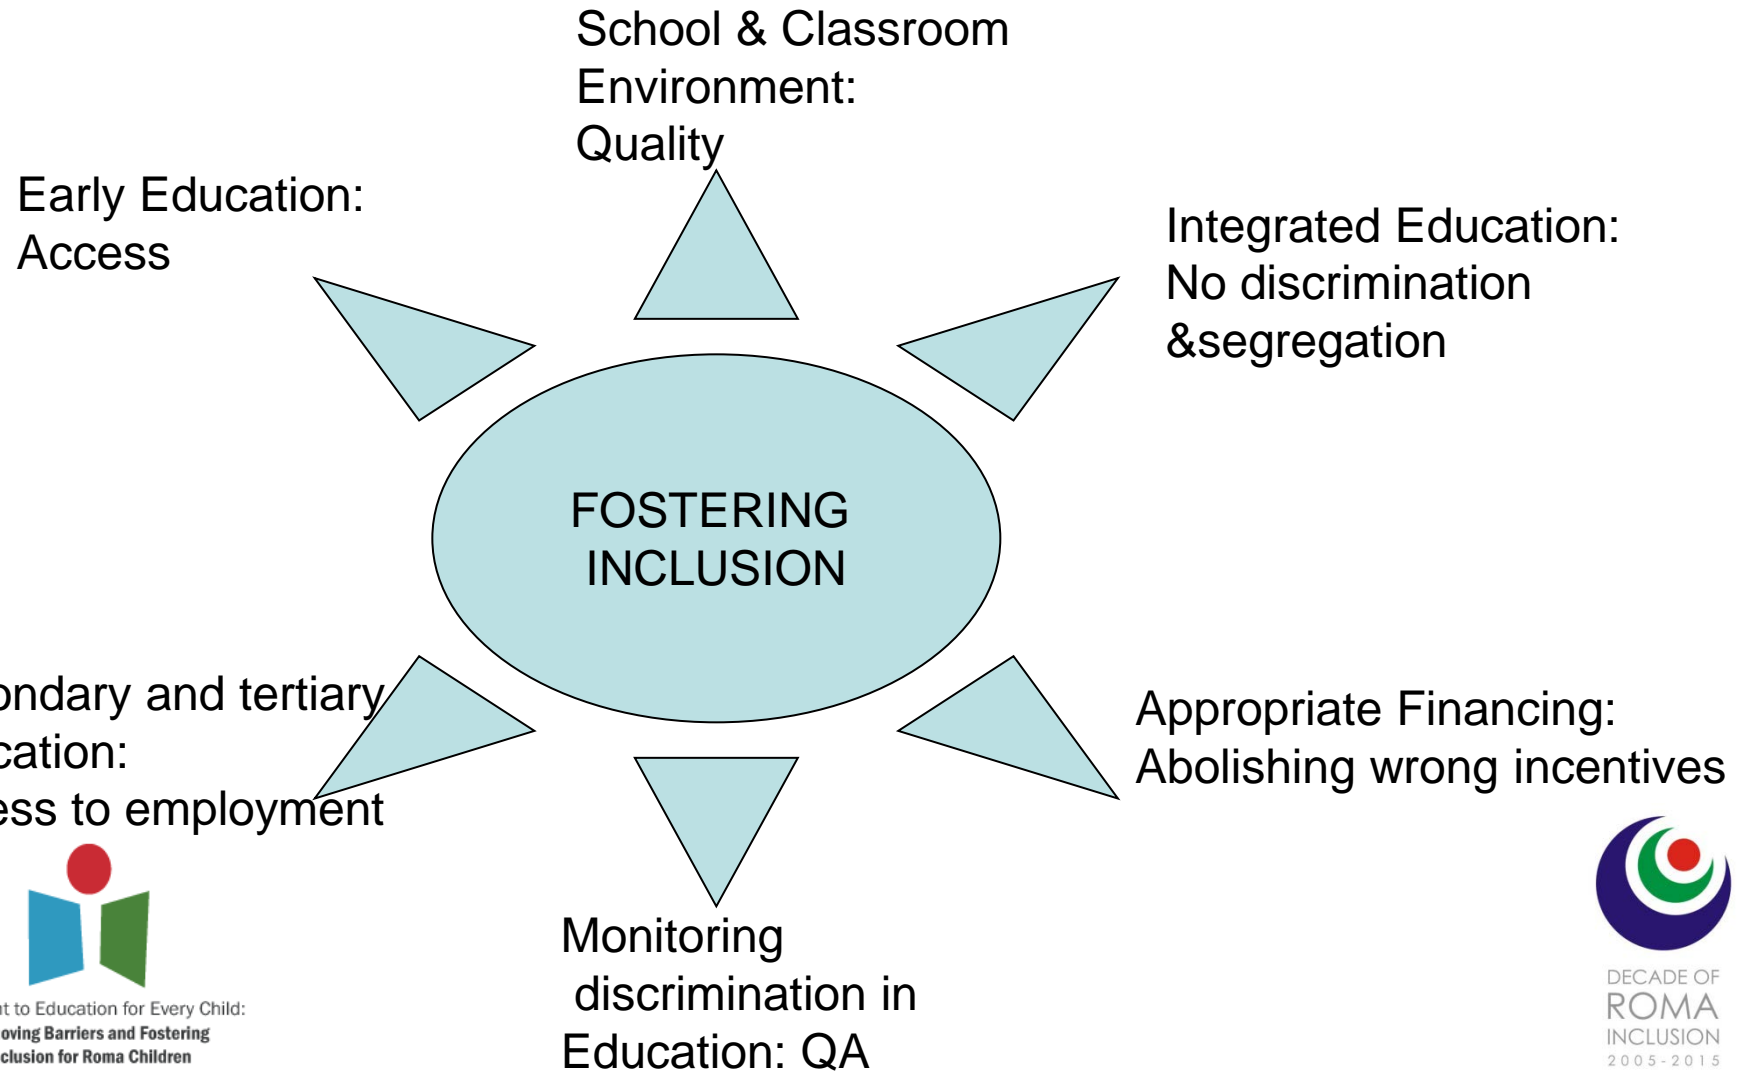 School & Classroom
Environment:
Quality
Early Education:
Access
Integrated Education:
No discrimination
&segregation
FOSTERING
INCLUSION
ondary and tertiary
cation:
ess to employment
Appropriate Financing:
Abolishing wrong incentives
Monitoring
discrimination in
Education: QA
t to Education for Every Child:
oving Barriers and Fostering
clusion for Roma Children
DECADE OF
ROMA
INCLUSION
2005-2015